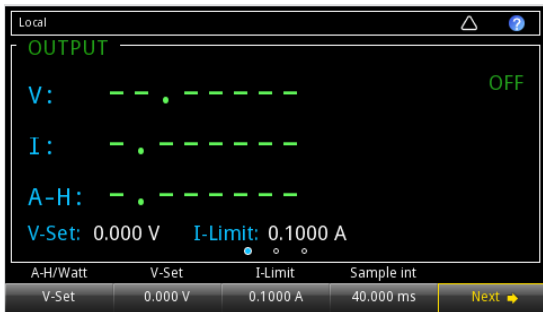 Local ?
OUTPUT
V: --.-----
OFF
I: -.------
A-H: -.------
V-Set: 0.000 V I-Limit: 0.1000 A
A-H/Watt V-Set I-Limit Sample int
V-Set 0.000 V 0.1000 A 40.000 ms Next